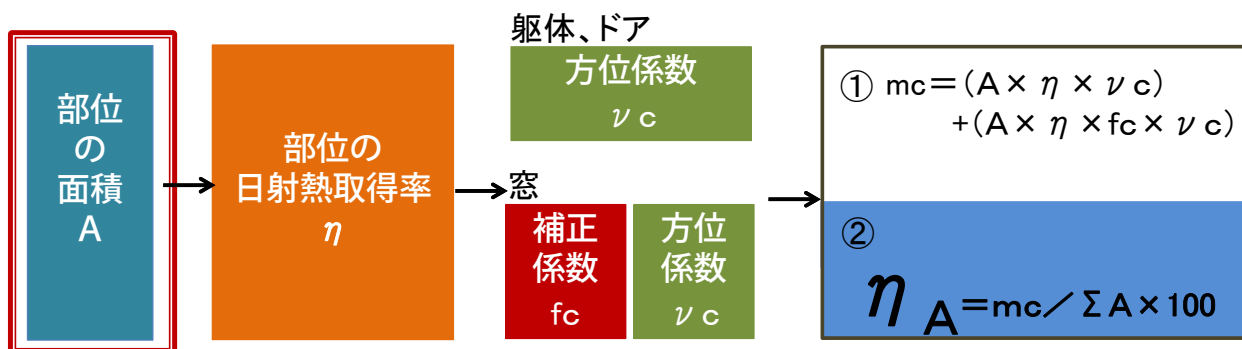 部位
の
面積
A
部位の
日射熱取得率
η
躯体、ドア
方位係数
ν c
窓
補正
係数
fc
方位
係数
ν c
① mc=(A× η × ν c)
+(A× η ×fc× ν c)
②
η A=mc/ΣA×100